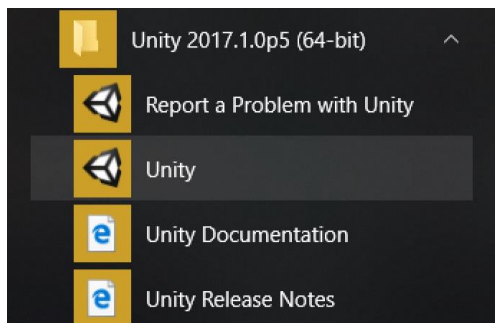 Unity 2017.1.0p5 (64-bit)
Report a Problem with Unity
Unity
Unity Documentation
Unity Release Notes